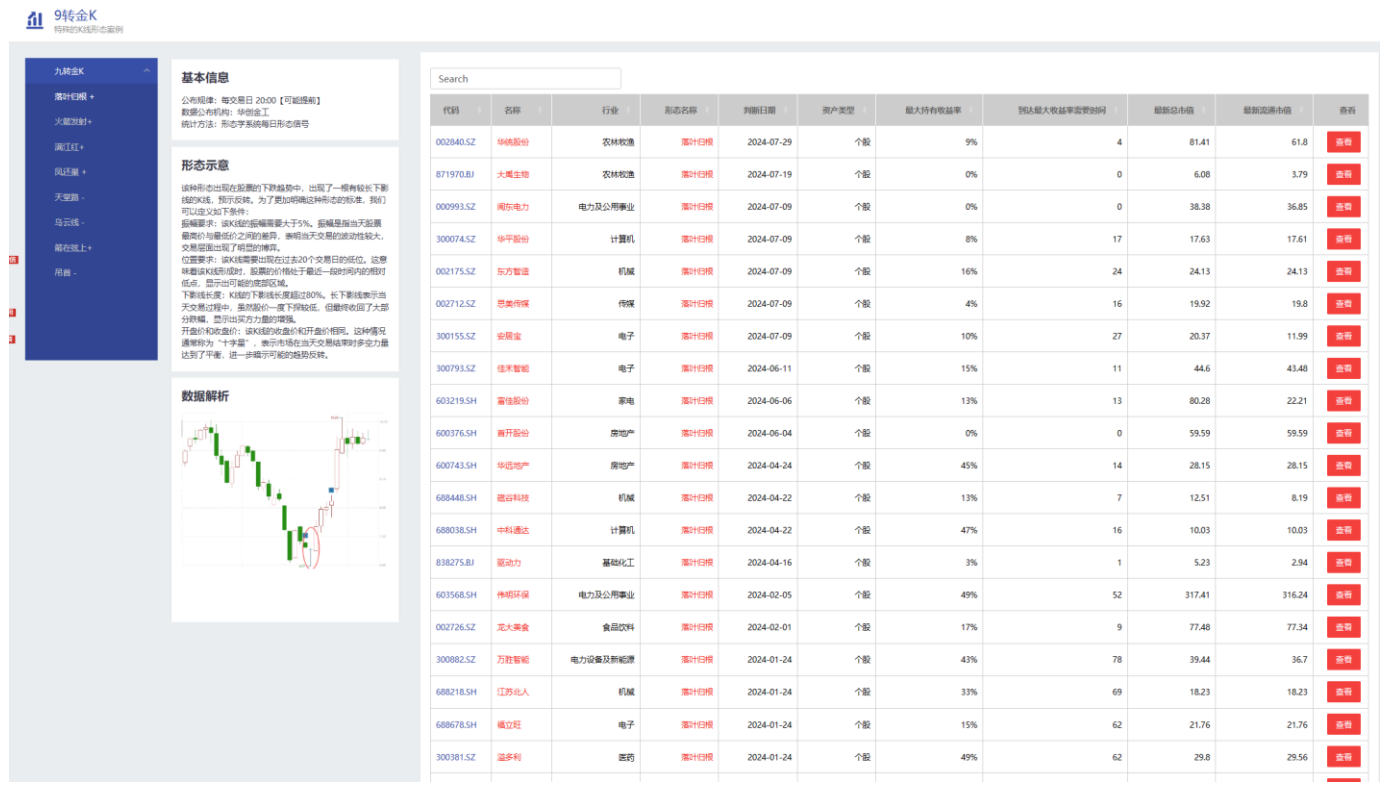 9转金K
特殊的K线形态案例
九转金K
落叶归根 +
火箭发射+
满江红+
凤还巢 +
天堂路 -
乌云线 -
箭在弦上+
吊首 -
基本信息
公布规律：每交易日 20:00【可能提前】
数据公布机构：华创金工
统计方法：形态学系统每日形态信号
形态示意
该种形态出现在股票的下跌趋势中，出现了一根有较长下影
线的K线，预示反转。为了更加明确这种形态的标准，我们
可以定义如下条件：
振幅要求：该K线的振幅需要大于5%。振幅是指当天股票
最高价与最低价之间的差异，表明当天交易的波动性较大，
交易层面出现了明显的博弈。
位置要求：该K线需要出现在过去20个交易日的低位。这意
味着该K线形成时，股票的价格处于最近一段时间内的相对
低点，显示出可能的底部区域。
下影线长度：K线的下影线长度超过80%。长下影线表示当
天交易过程中，虽然股价一度下探较低，但最终收回了大部
分跌幅，显示出买方力量的增强。
开盘价和收盘价：该K线的收盘价和开盘价相同。这种情况
通常称为“十字星”，表示市场在当天交易结束时多空力量
达到了平衡，进一步暗示可能的趋势反转。
数据解析
Search
代码 名称 行业 形态名称 判断日期 资产类型 最大持有收益率 到达最大收益率需要时间 最新总市值 最新流通市值 查看
002840.SZ 华统股份 农林牧渔 落叶归根 2024-07-29 个股 9% 4 81.41 61.8 查看
871970.BJ 大禹生物 农林牧渔 落叶归根 2024-07-19 个股 0% 0 6.08 3.79 查看
000993.SZ 闽东电力 电力及公用事业 落叶归根 2024-07-09 个股 0% 0 38.38 36.85 查看
300074.SZ 华平股份 计算机 落叶归根 2024-07-09 个股 8% 17 17.63 17.61 查看
002175.SZ 东方智造 机械 落叶归根 2024-07-09 个股 16% 24 24.13 24.13 查看
002712.SZ 思美传媒 传媒 落叶归根 2024-07-09 个股 4% 16 19.92 19.8 查看
300155.SZ 安居宝 电子 落叶归根 2024-07-09 个股 10% 27 20.37 11.99 查看
300793.SZ 佳禾智能 电子 落叶归根 2024-06-11 个股 15% 11 44.6 43.48 查看
603219.SH 富佳股份 家电 落叶归根 2024-06-06 个股 13% 13 80.28 22.21 查看
600376.SH 首开股份 房地产 落叶归根 2024-06-04 个股 0% 0 59.59 59.59 查看
600743.SH 华远地产 房地产 落叶归根 2024-04-24 个股 45% 14 28.15 28.15 查看
688448.SH 磁谷科技 机械 落叶归根 2024-04-22 个股 13% 7 12.51 8.19 查看
688038.SH 中科通达 计算机 落叶归根 2024-04-22 个股 47% 16 10.03 10.03 查看
838275.BJ 驱动力 基础化工 落叶归根 2024-04-16 个股 3% 1 5.23 2.94 查看
603568.SH 伟明环保 电力及公用事业 落叶归根 2024-02-05 个股 49% 52 317.41 316.24 查看
002726.SZ 龙大美食 食品饮料 落叶归根 2024-02-01 个股 17% 9 77.48 77.34 查看
300882.SZ 万胜智能 电力设备及新能源 落叶归根 2024-01-24 个股 43% 78 39.44 36.7 查看
688218.SH 江苏北人 机械 落叶归根 2024-01-24 个股 33% 69 18.23 18.23 查看
688678.SH 福立旺 电子 落叶归根 2024-01-24 个股 15% 62 21.76 21.76 查看
300381.SZ 溢多利 医药 落叶归根 2024-01-24 个股 49% 62 29.8 29.56 查看